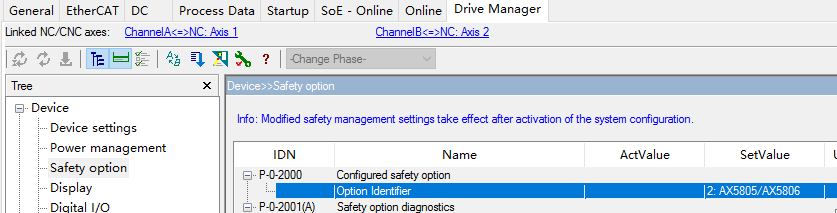 General EtherCAT DC Process Data Startup SoE - Online Online Drive Manager
Linked NC/CNC axes: ChannelA<=>NC: Axis 1 ChannelB<=>NC: Axis 2
-Change Phase-
Tree
Device>>Safety option
Device
Device settings
Power management
Safety option
Display
Digital I/O
Info: Modified safety management settings take effect after activation of the system configuration.
IDN Name ActValue SetValue
P-0-2000 Configured safety option
Option Identifier 2: AX5805/AX5806
P-0-2001(A) Safety option diagnostics